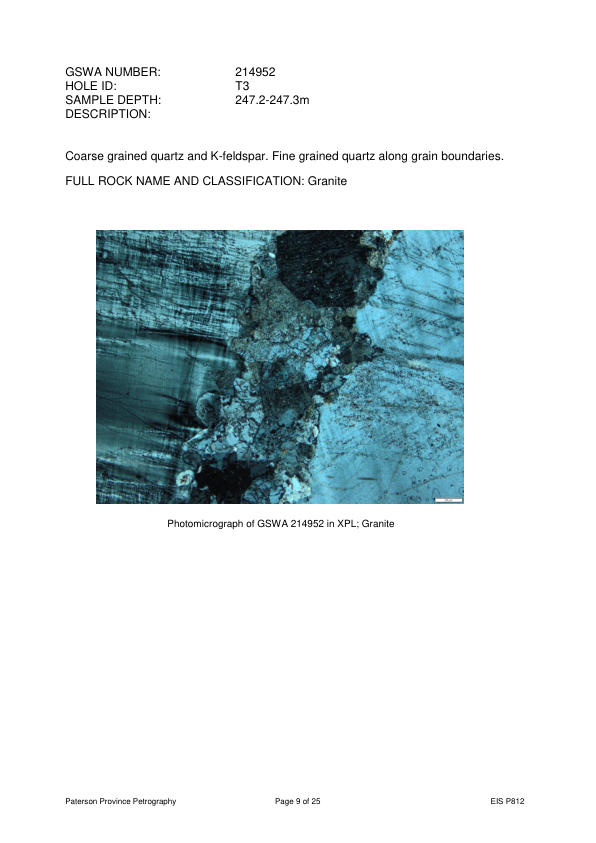 GSWA NUMBER: 214952
HOLE ID: T3
SAMPLE DEPTH: 247.2-247.3m
DESCRIPTION:
Coarse grained quartz and K-feldspar. Fine grained quartz along grain boundaries.
FULL ROCK NAME AND CLASSIFICATION: Granite
Photomicrograph of GSWA 214952 in XPL; Granite
Paterson Province Petrography Page 9 of 25 EIS P812